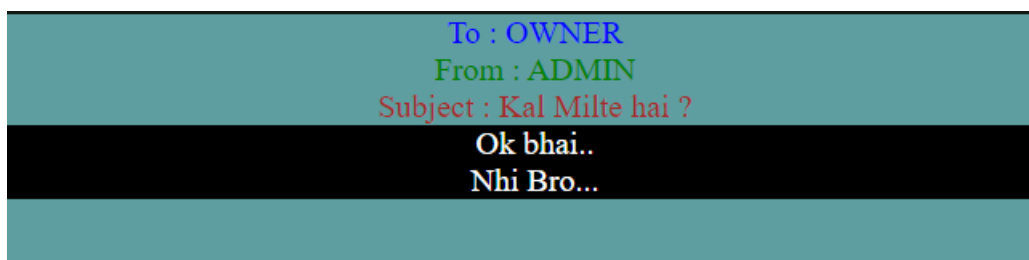 To : OWNER
From : ADMIN
Subject : Kal Milte hai ?
Ok bhai..
Nhi Bro...